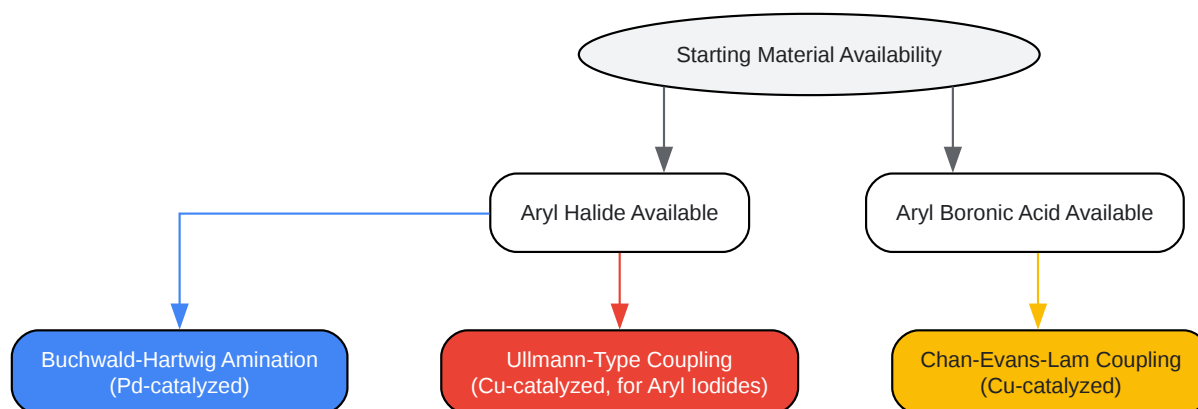 Starting Material Availability
Aryl Halide Available
Aryl Boronic Acid Available
Buchwald-Hartwig Amination
(Pd-catalyzed)
Ullmann-Type Coupling
(Cu-catalyzed, for Aryl Iodides)
Chan-Evans-Lam Coupling
(Cu-catalyzed)